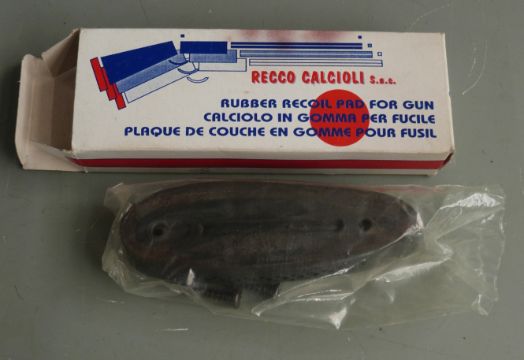 RECCO CALCIOLI s.n.c.
RUBBER RECOIL PAD FOR GUN
CALCIOLO IN GOMMA PER FUCILE
PLAQUE DE COUCHE EN GOMME POUR FUSIL